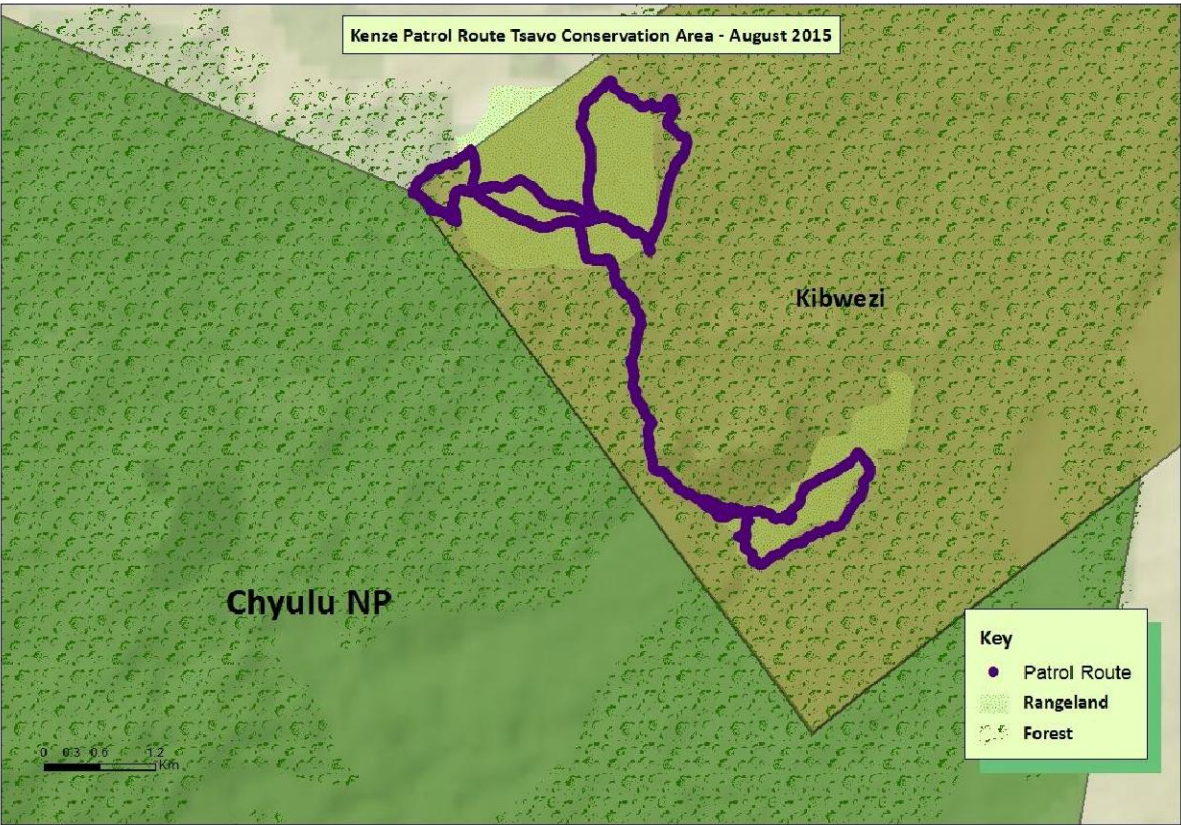 Kenze Patrol Route Tsavo Conservation Area - August 2015
Kibwezi
Chyulu NP
Key
Patrol Route
Rangeland
Forest
0 0.3 0.6 1.2
Km